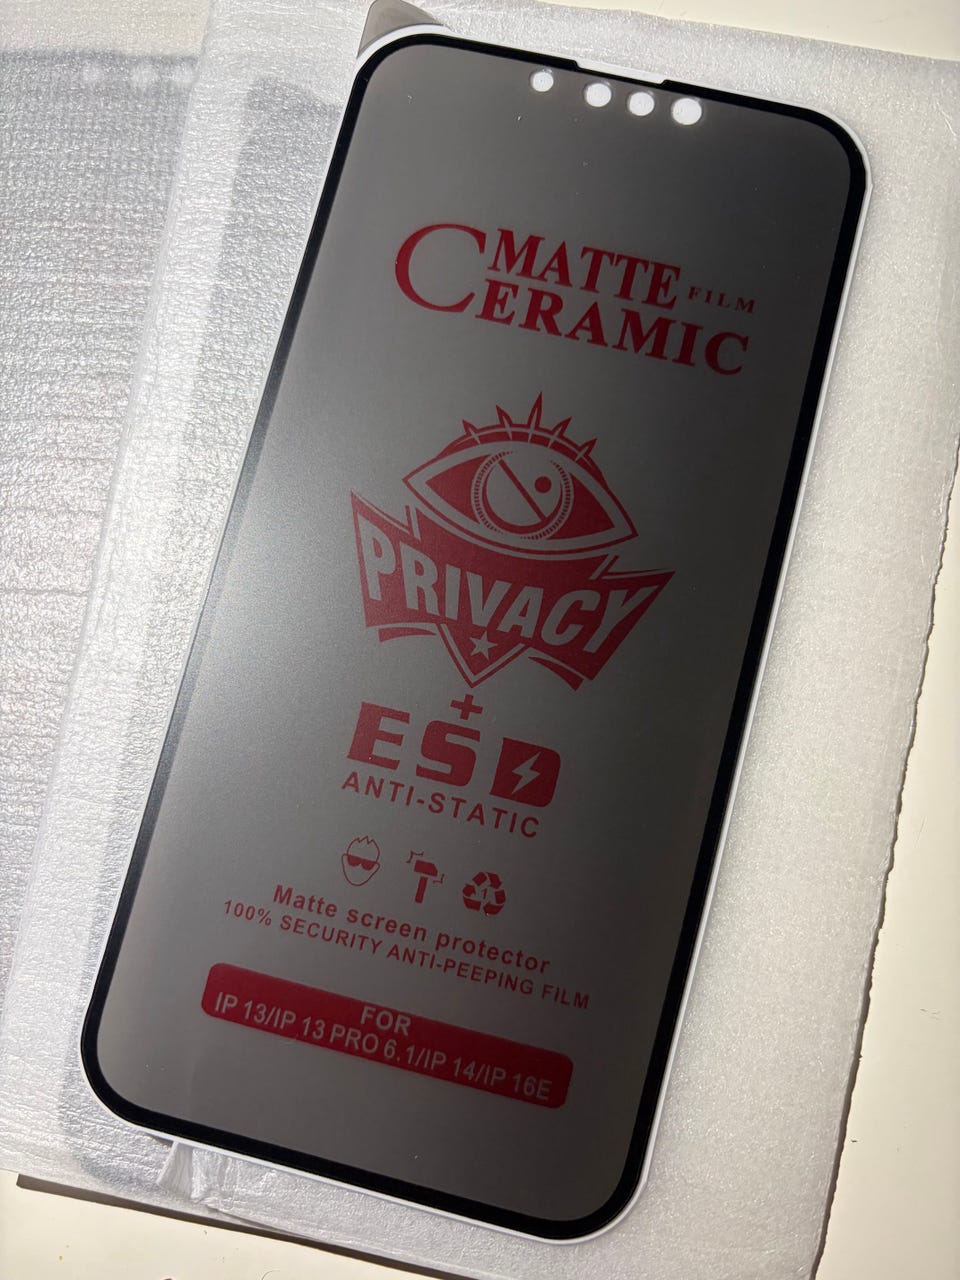 MATTE FILM
CERAMIC
PRIVACY
+
ESD
ANTI-STATIC
1
Matte screen protector
100% SECURITY ANTI-PEEPING FiLM
FOR
IP 13/IP 13 PRO 6.1/IP 14/IP 16E